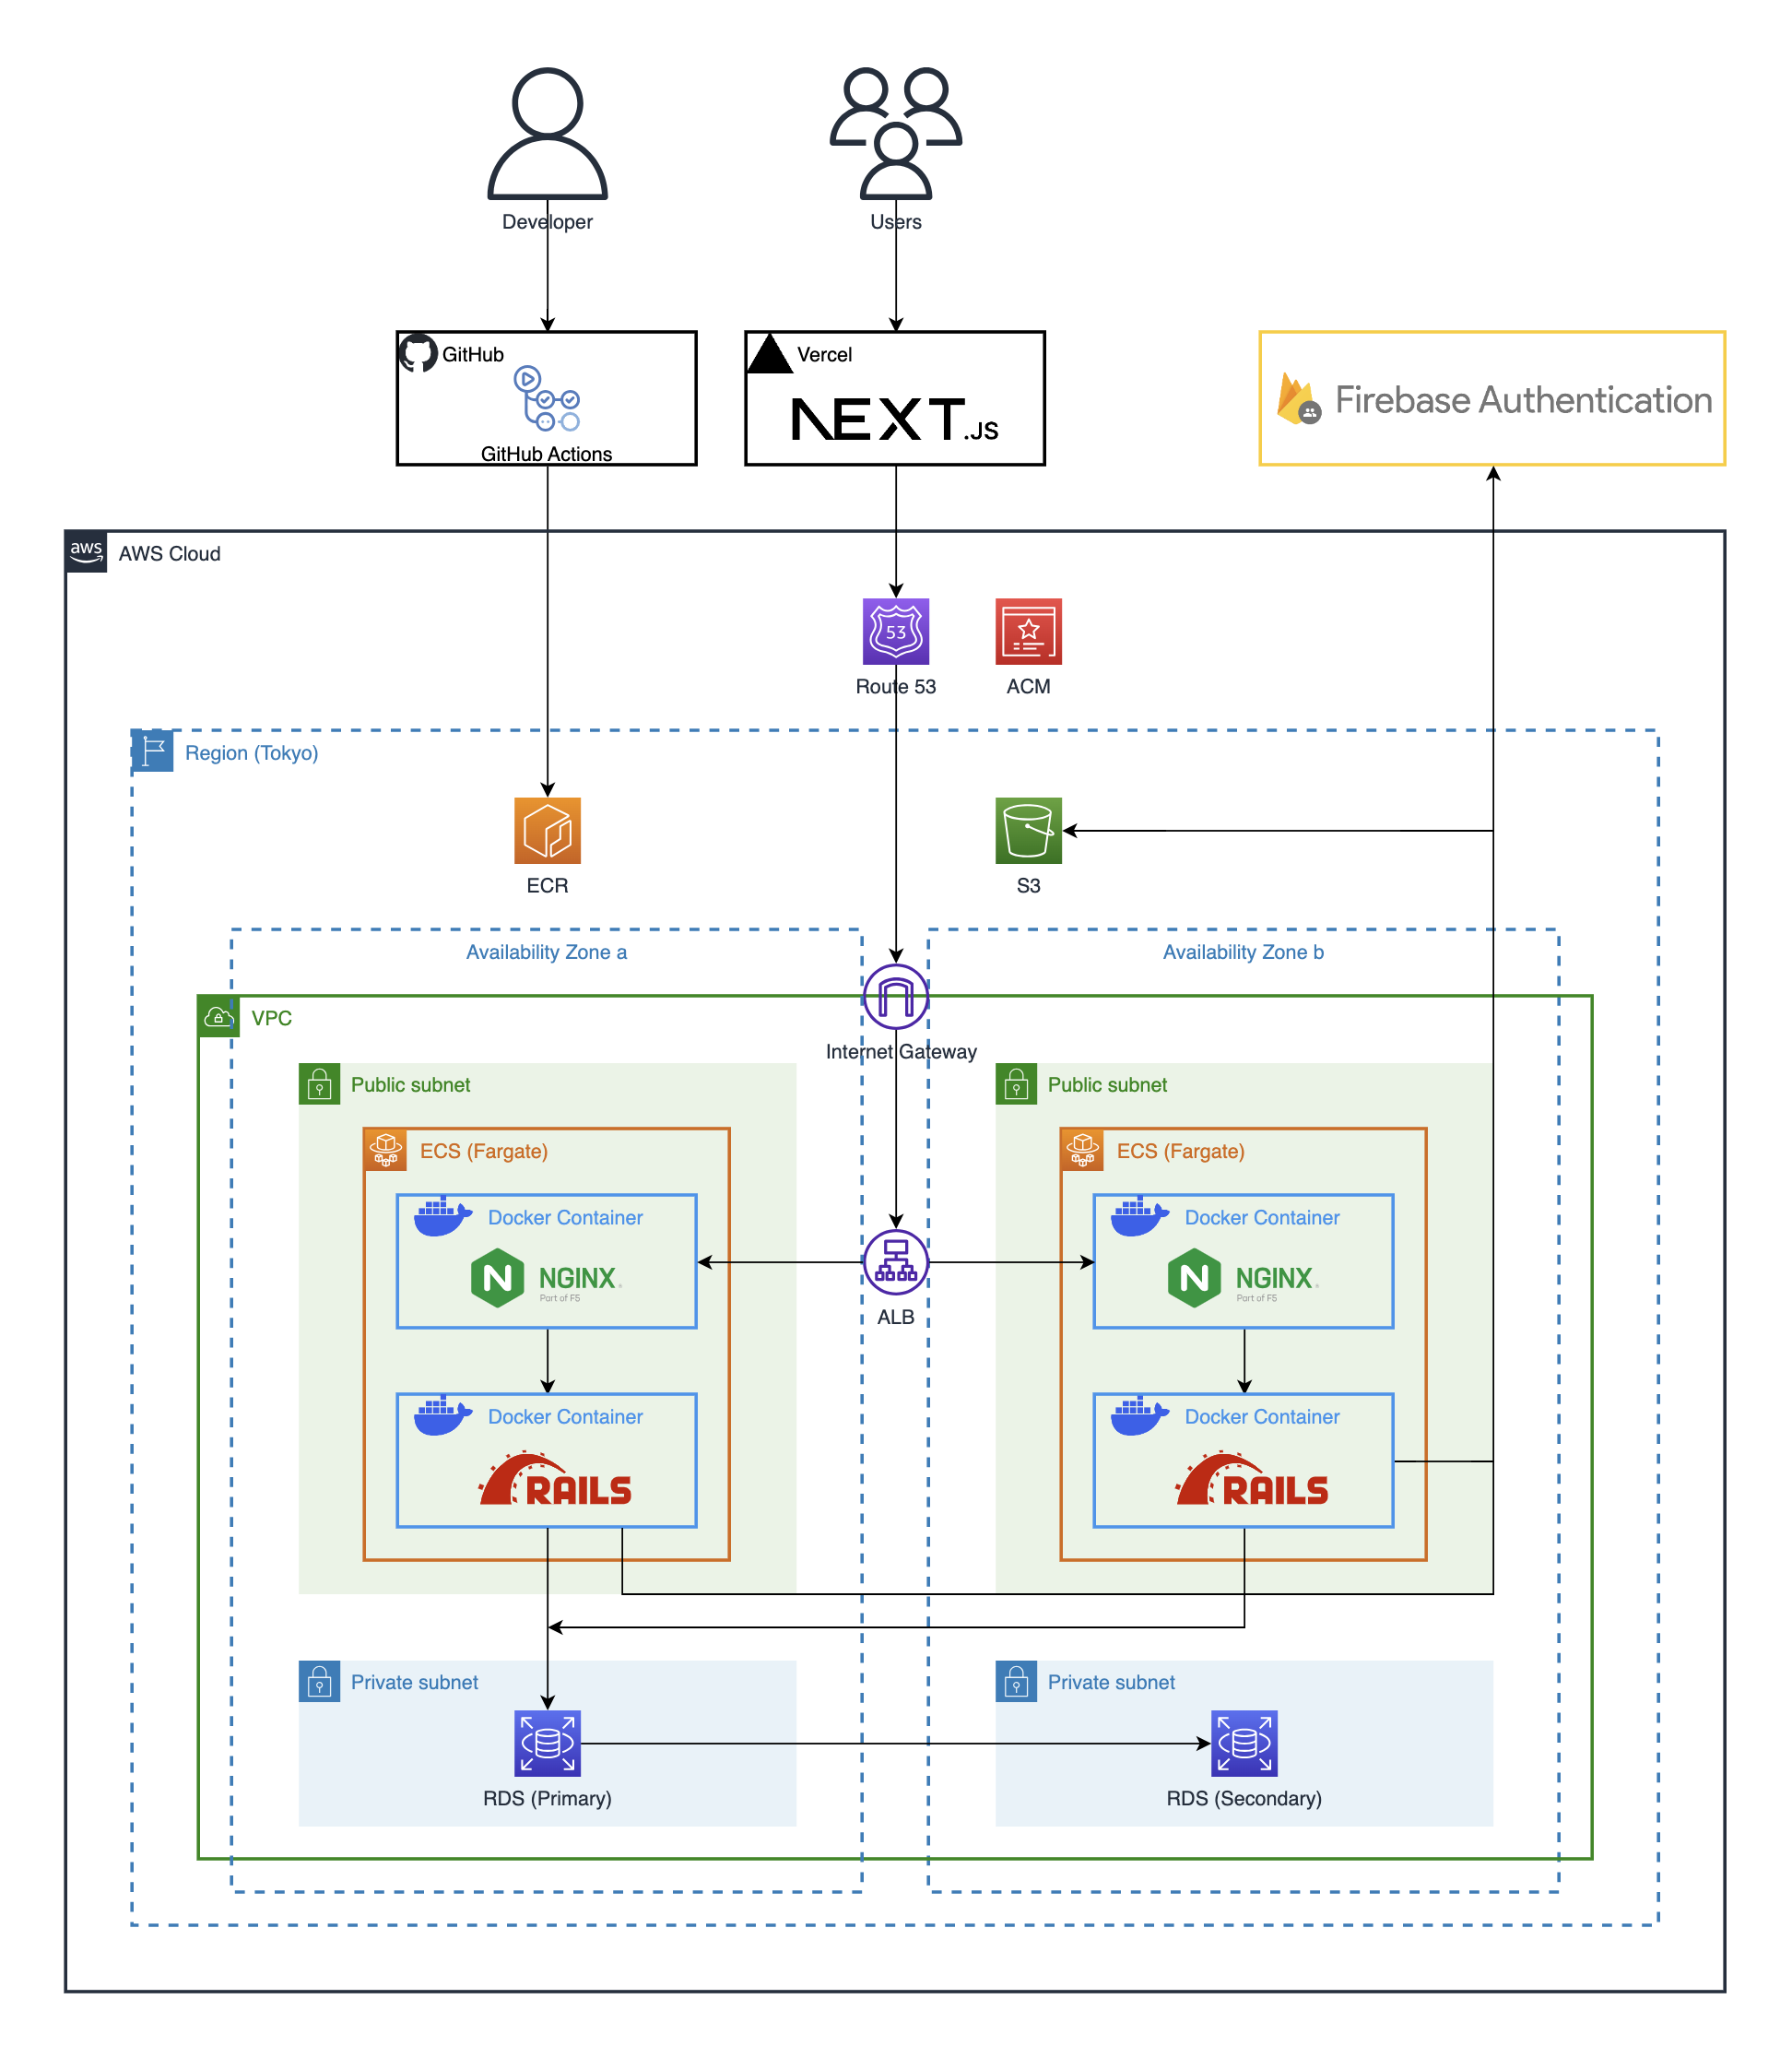 Developer
Users
GitHub
GitHub Actions
Vercel
NEXT.JS
Firebase Authentication
aws
AWS Cloud
53
Route 53
ACM
Region (Tokyo)
ECR
S3
Availability Zone a
Availability Zone b
VPC
Internet Gateway
Public subnet
Public subnet
ECS (Fargate)
ECS (Fargate)
Docker Container
N NGINX
Part of F5
Docker Container
N NGINX
Part of F5
ALB
Docker Container
RAILS
Docker Container
RAILS
Private subnet
Private subnet
RDS (Primary)
RDS (Secondary)